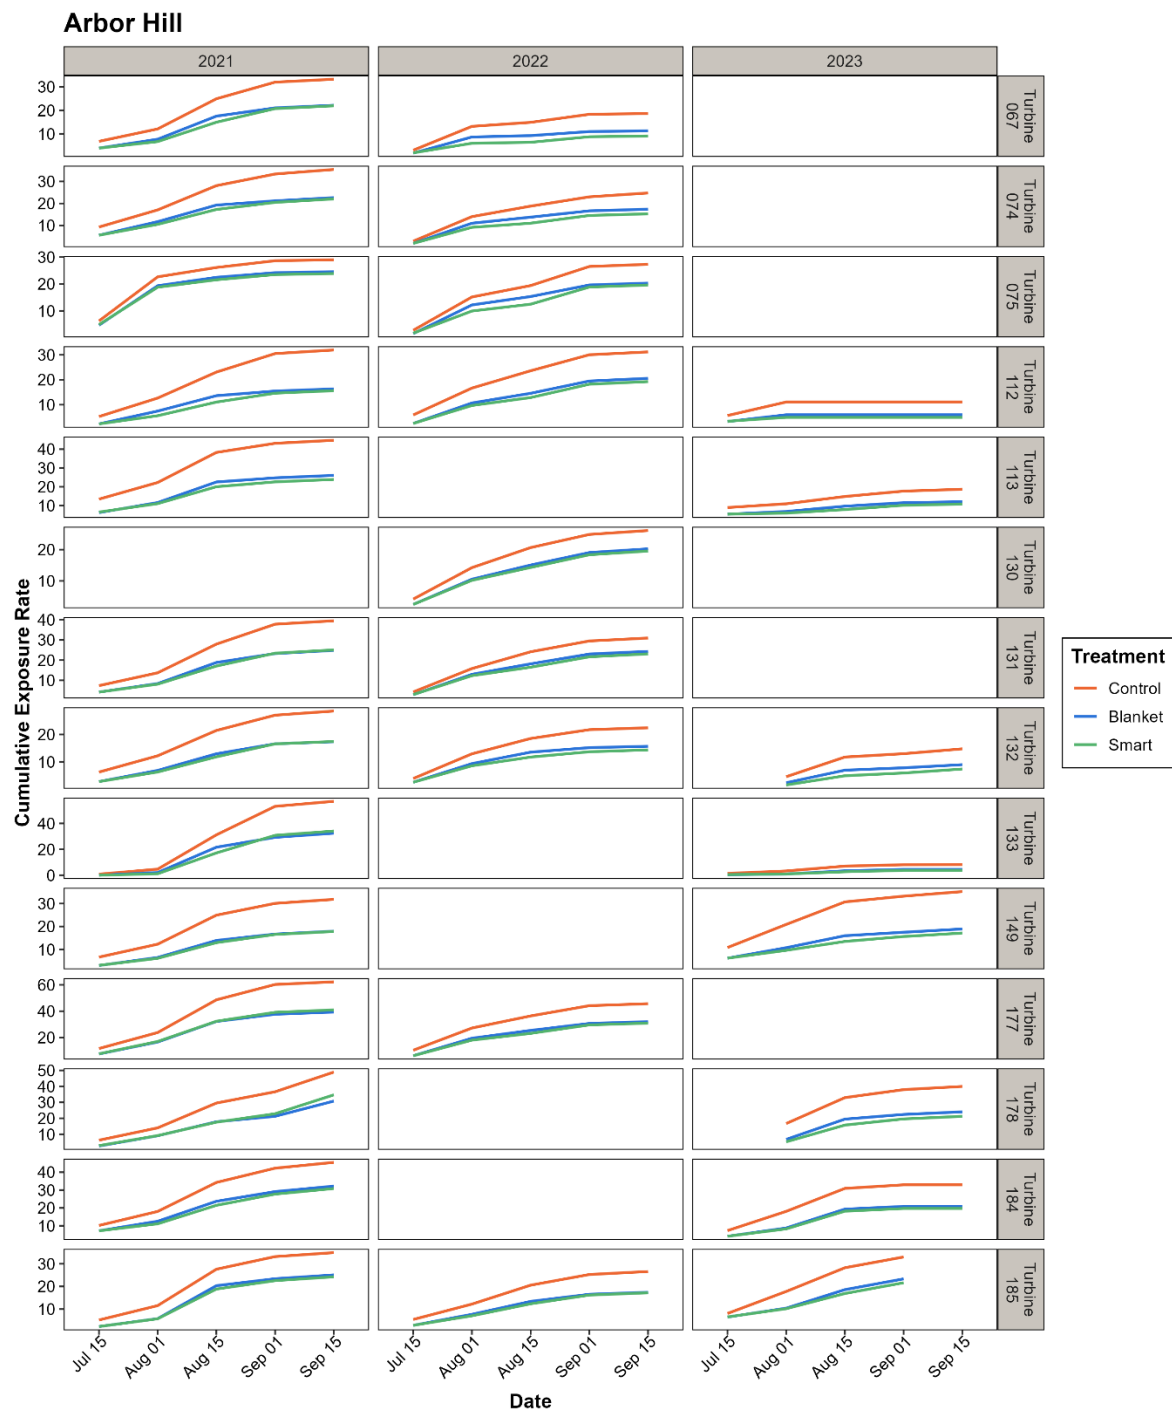 Arbor Hill
2021 2022 2023
30
20
10
Turbine
067
30
20
10
Turbine
074
30
20
10
Turbine
075
30
20
10
Turbine
112
40
30
20
10
Turbine
113
20
10
Turbine
130
40
30
20
10
Turbine
131
20
10
Turbine
132
40
20
0
Turbine
133
30
20
10
Turbine
149
60
40
20
Turbine
177
50
40
30
20
10
Turbine
178
40
30
20
10
Turbine
184
30
20
10
Turbine
185
Cumulative Exposure Rate
Jul 15 Aug 01 Aug 15 Sep 01 Sep 15 Jul 15 Aug 01 Aug 15 Sep 01 Sep 15 Jul 15 Aug 01 Aug 15 Sep 01 Sep 15
Date
Treatment
Control
Blanket
Smart